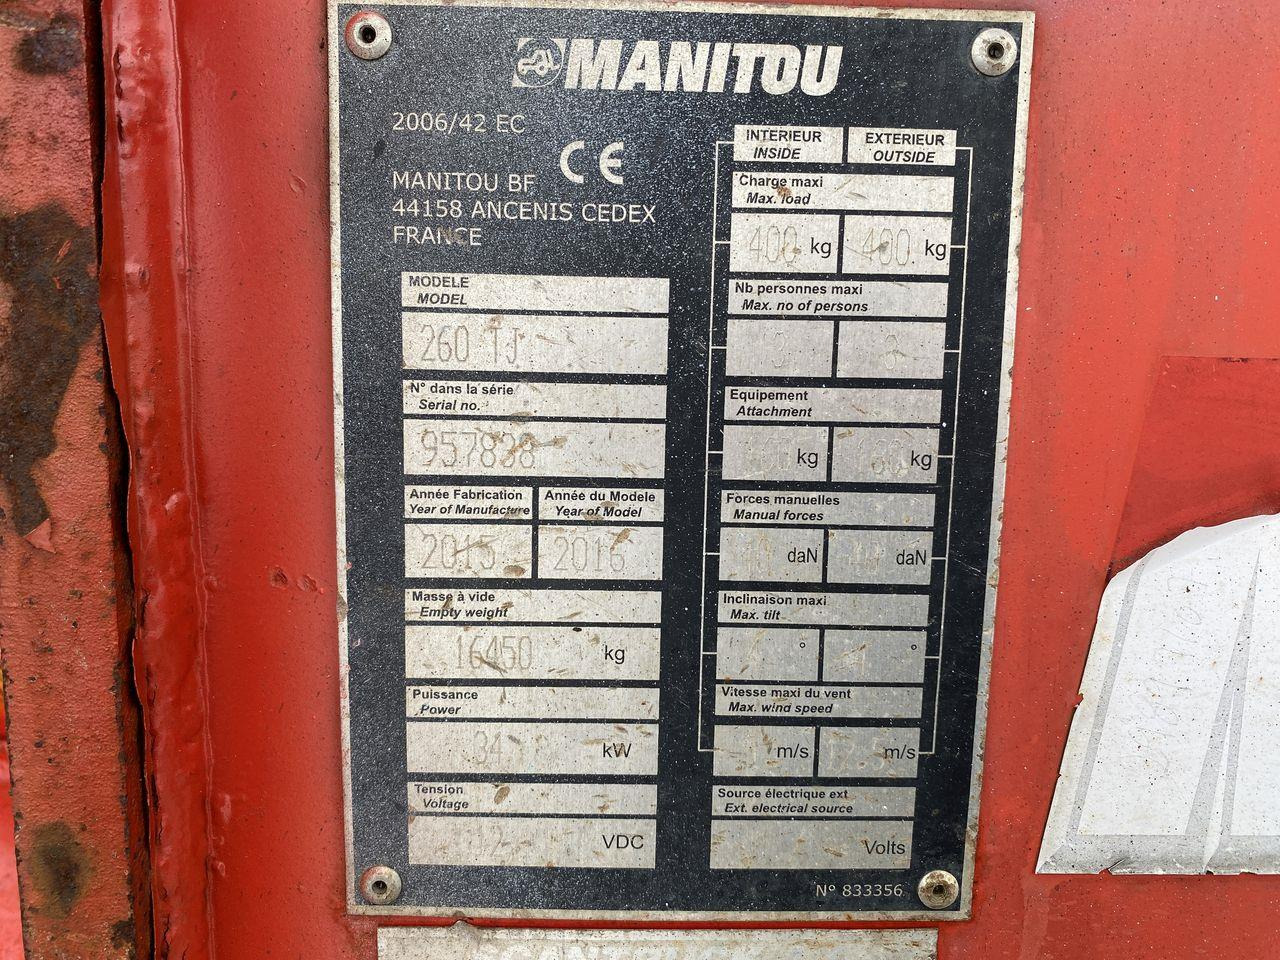 MANITOU
2006/42 EC
CE
MANITOU BF
44158 ANCENIS CEDEX
FRANCE
MODELE
MODEL
260 TJ
N° dans la série
Serial no.
957838
Année Fabrication
Year of Manufacture
Année du Modele
Year of Model
2015
2016
Masse à vide
Empty weight
16450 kg
Puissance
Power
34 kW
Tension
Voltage
12 VDC
INTERIEUR
INSIDE
EXTERIEUR
OUTSIDE
Charge maxi
Max. load
400 kg
400 kg
Nb personnes maxi
Max. no of persons
3
3
Equipement
Attachment
kg
kg
Forces manuelles
Manual forces
daN
daN
Inclinaison maxi
Max. tilt
°
°
Vitesse maxi du vent
Max. wind speed
m/s
12.5 m/s
Source électrique ext
Ext. electrical source
Volts
N° 833356